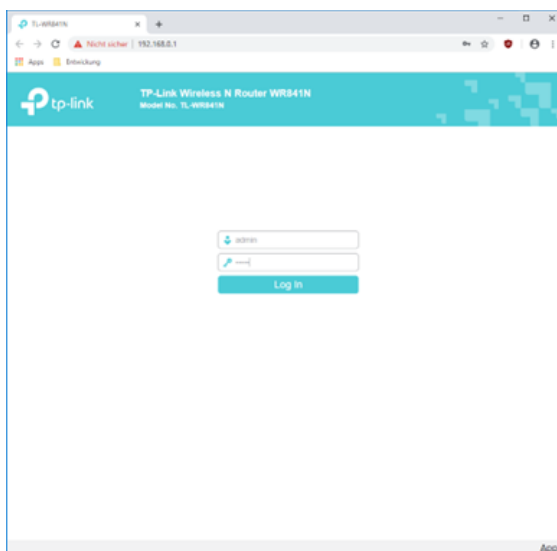 TL-WR841N
Nicht sicher | 192.168.0.1
Apps Entwicklung
tp-link
TP-Link Wireless N Router WR841N
Model No. TL-WR841N
admin
Log in
App